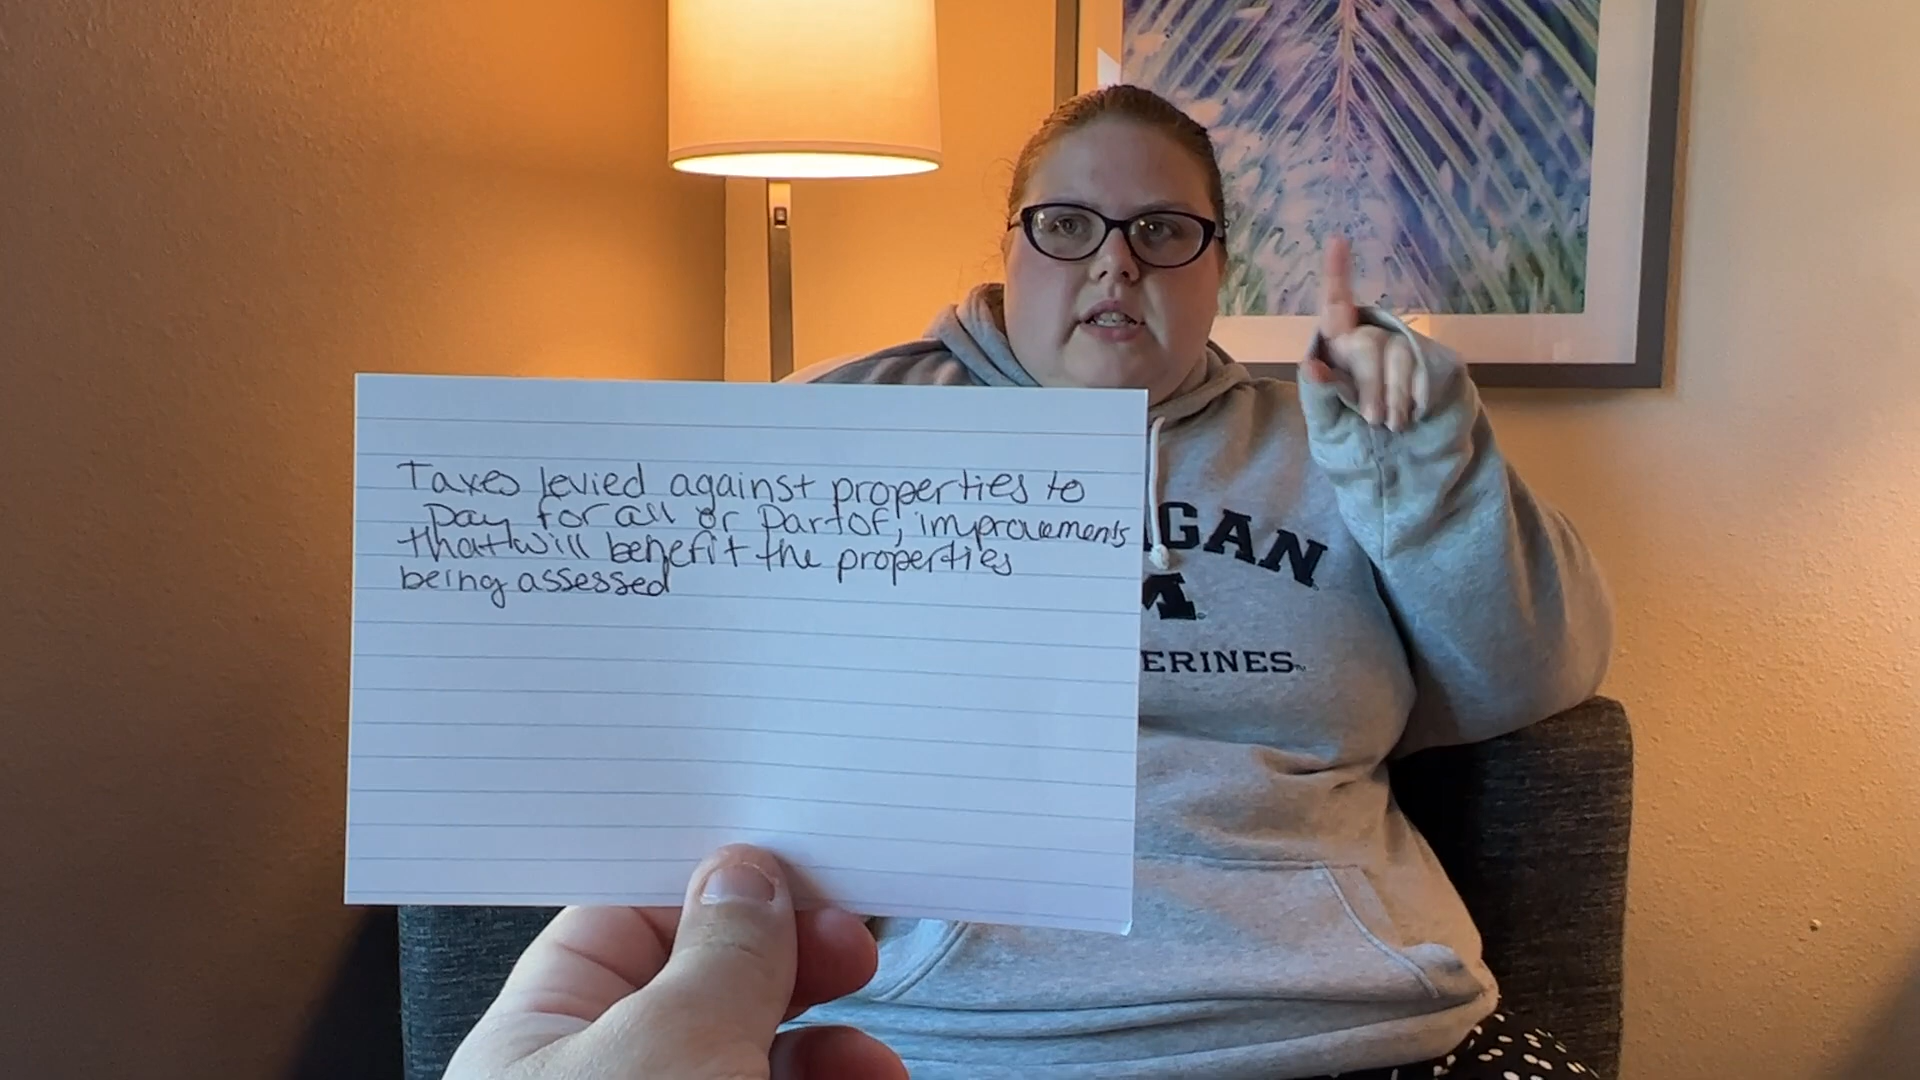 Taxes levied against properties to
pay for all or part of, improvements
that will benefit the properties
being assessed
IGAN
M
ERINES